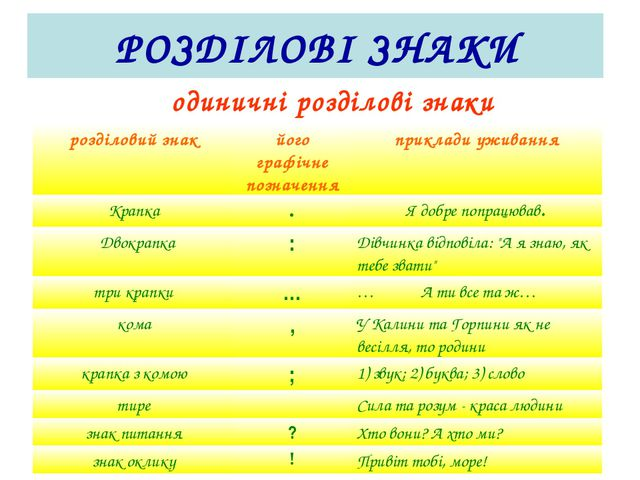 РОЗДІЛОВІ ЗНАКИ
одиничні розділові знаки
розділовий знак його приклади уживання
графічне
позначення
Крапка . Я добре попрацював.
Двокрапка : Дівчинка відповіла: "А я знаю, як
тебе звати"
три крапки … … А ти все та ж…
кома , У Калини та Горпини як не
весілля, то родини
крапка з комою ; 1) звук; 2) буква; 3) слово
тире Сила та розум - краса людини
знак питання ? Хто вони? А хто ми?
знак оклику ! Привіт тобі, море!